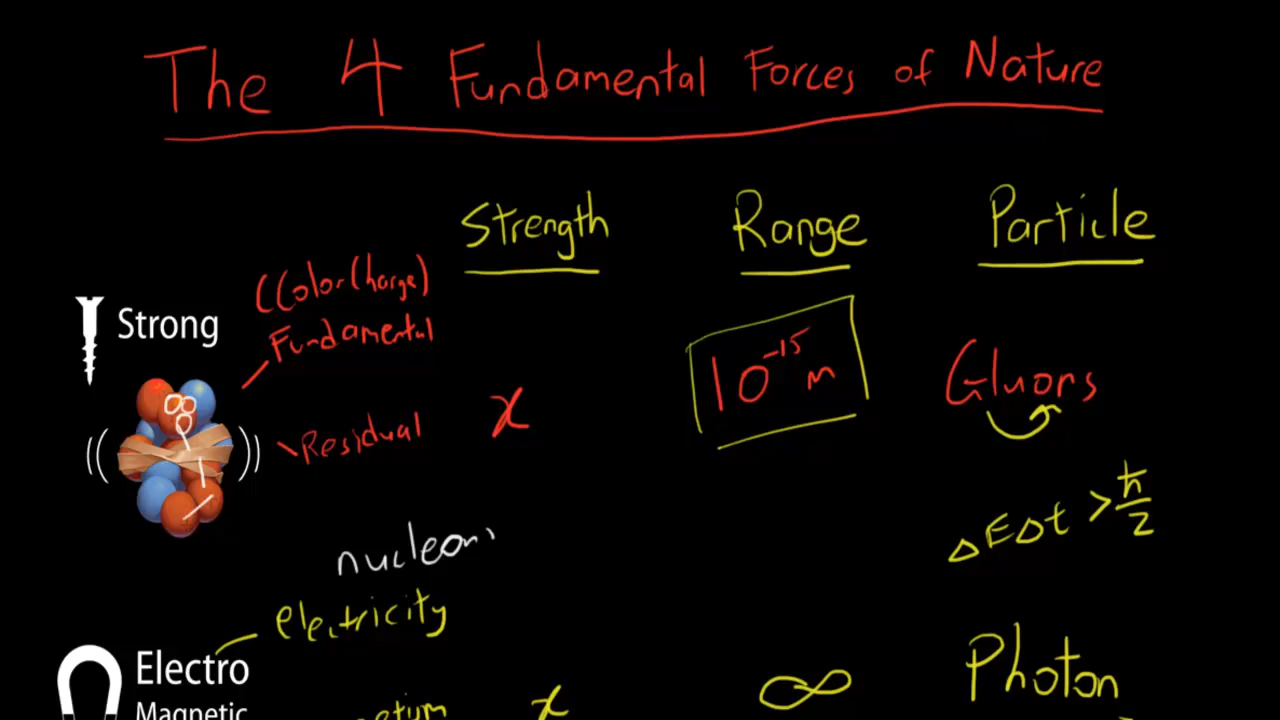 The 4 Fundamental Forces of Nature
Strength Range Particle
(Color Charge)
Strong
Fundamental
10⁻¹⁵ m
Gluons
x
Residual
ΔEΔt > ℏ/2
nucleon
electricity
Electro
Photon
Magnetic
x ∞